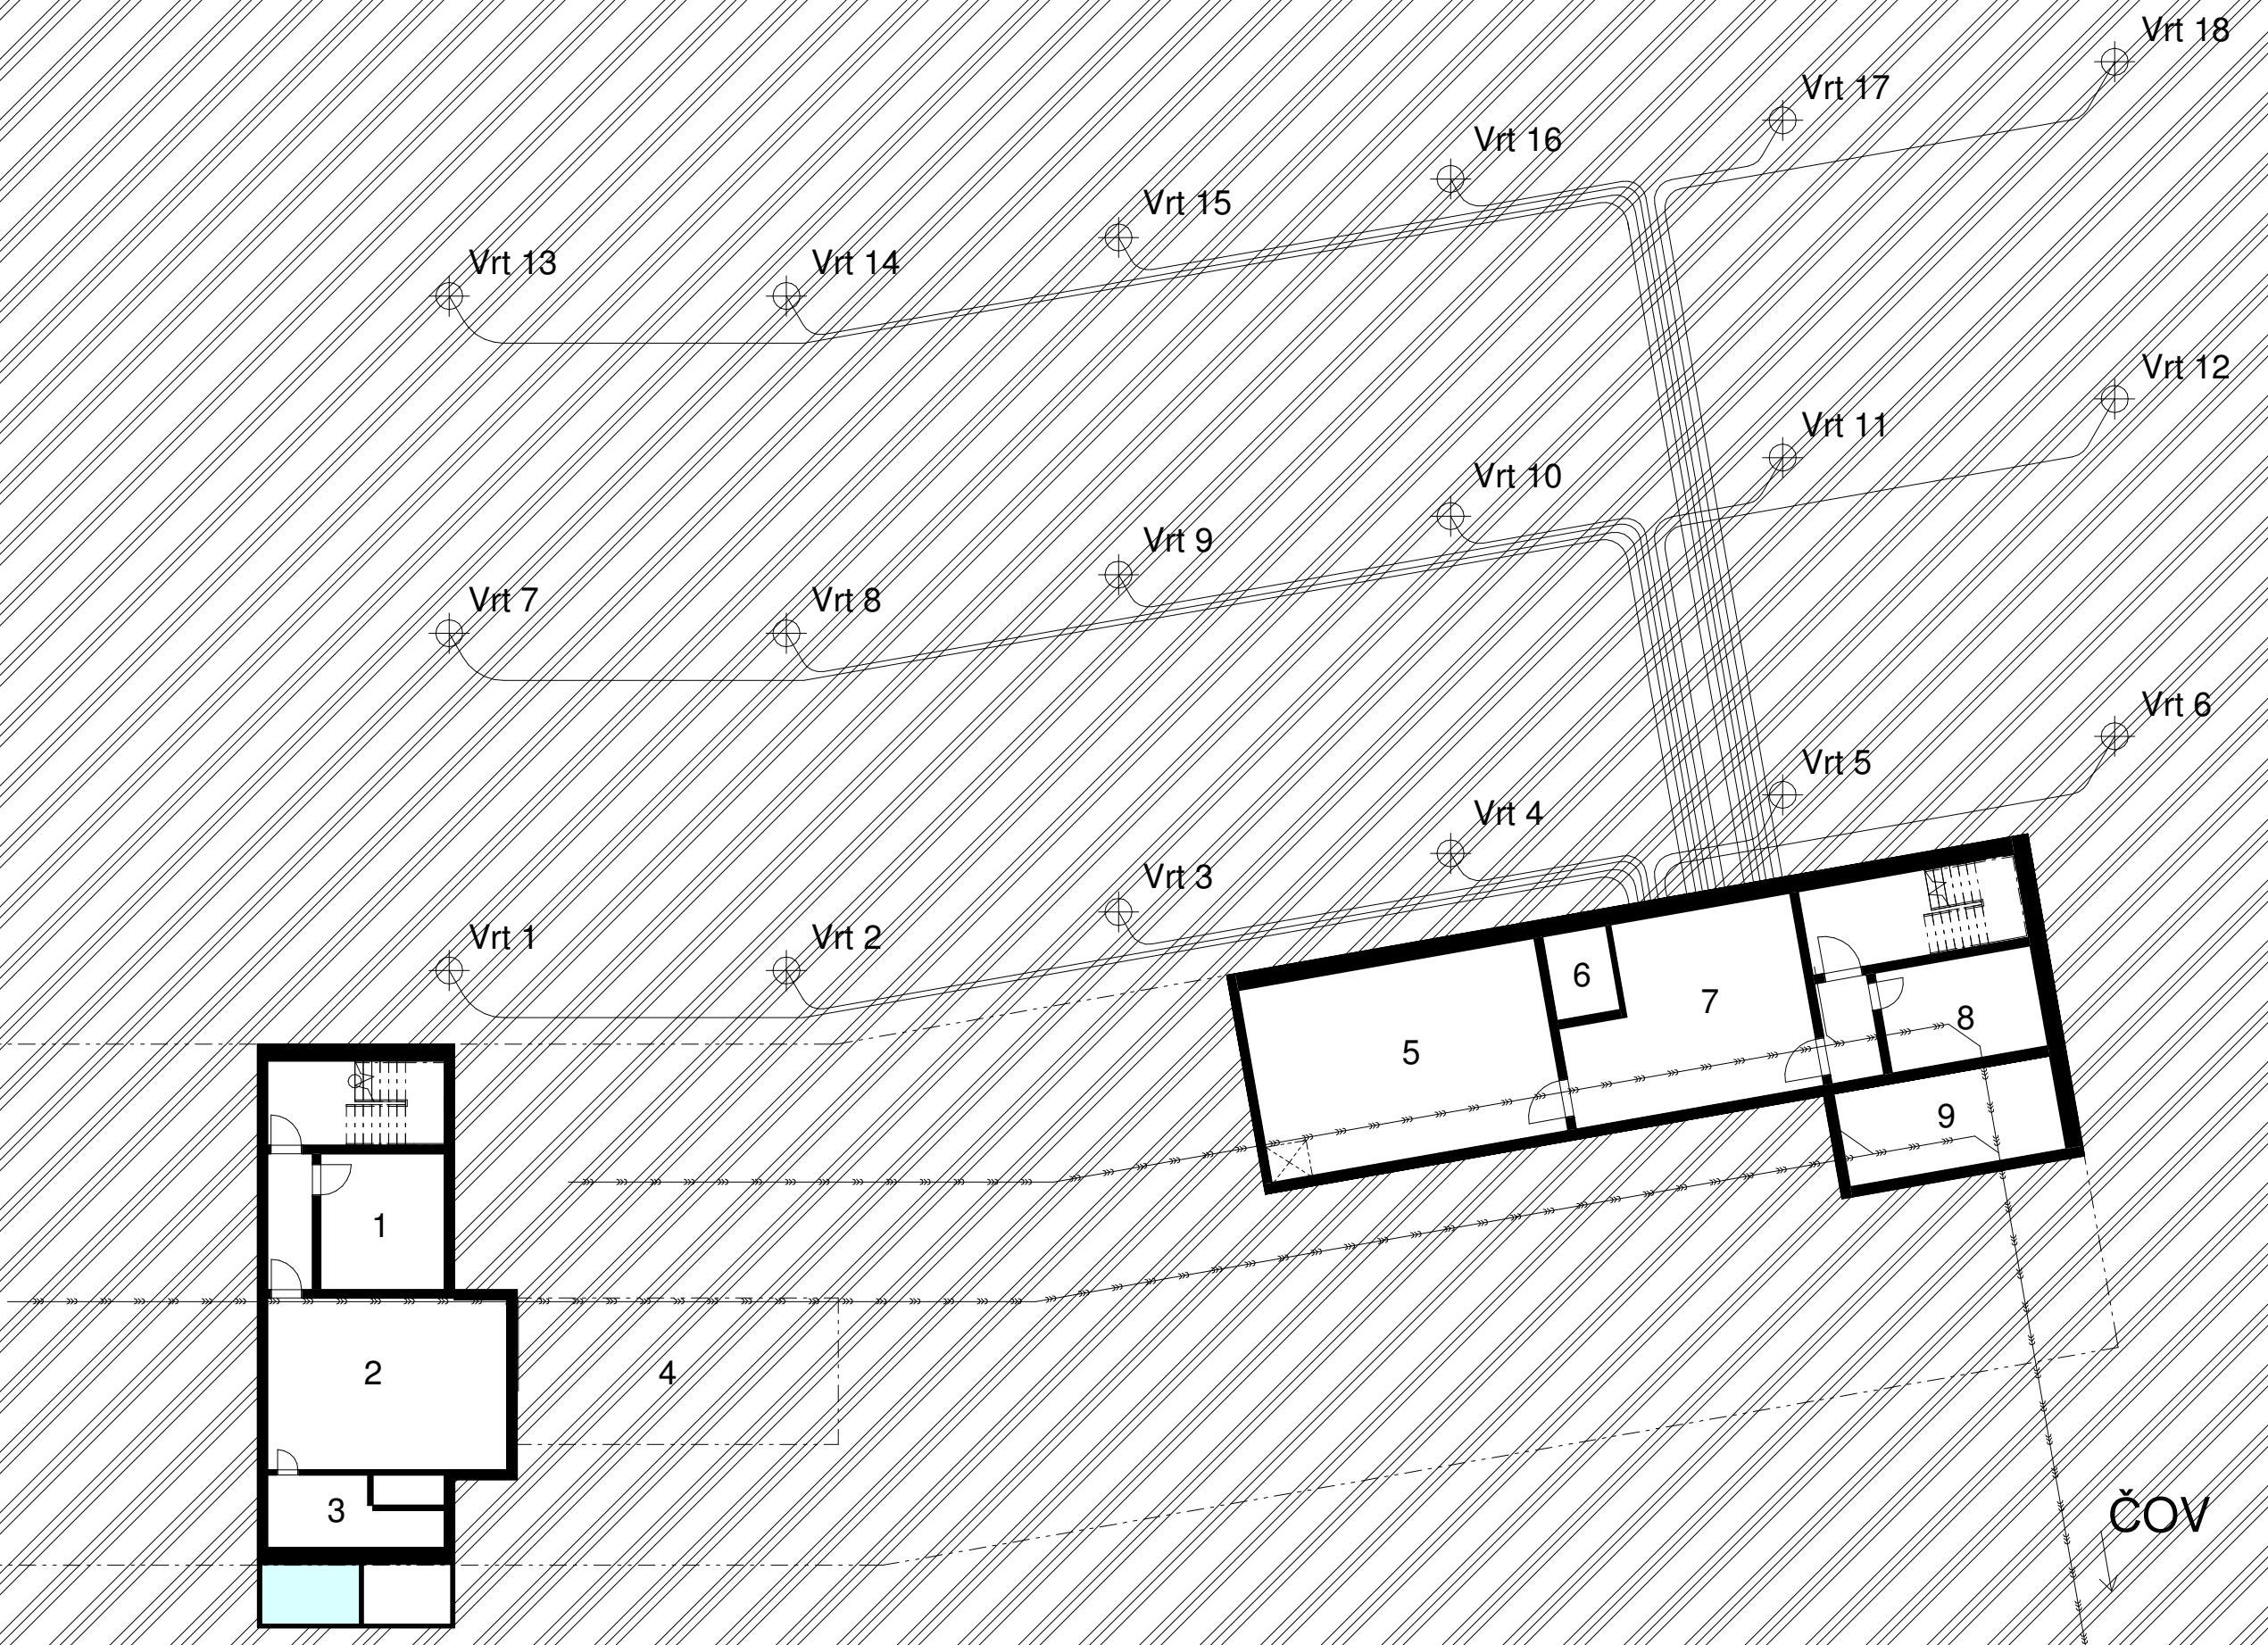 Vrt 18
Vrt 17
Vrt 16
Vrt 15
Vrt 13
Vrt 14
Vrt 12
Vrt 11
Vrt 10
Vrt 9
Vrt 7
Vrt 8
Vrt 6
Vrt 5
Vrt 4
Vrt 3
Vrt 1
Vrt 2
6
7
8
5
9
1
2
4
3
ČOV